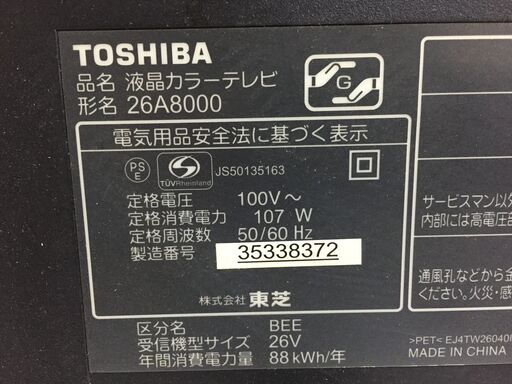 TOSHIBA
品名 液晶カラーテレビ
形名 26A8000
G
電気用品安全法に基づく表示
PS
E
TÜVRheinland
JS50135163
定格電圧 100V～
定格消費電力 107 W
定格周波数 50/60 Hz
製造番号 35338372
株式会社 東芝
区分名 BEE
受信機型サイズ 26V
年間消費電力量 88kWh/年
サービスマン以
内部には高電圧部
通風孔などから金
ください。火災・感
>PET< EJ4TW26040
MADE IN CHINA